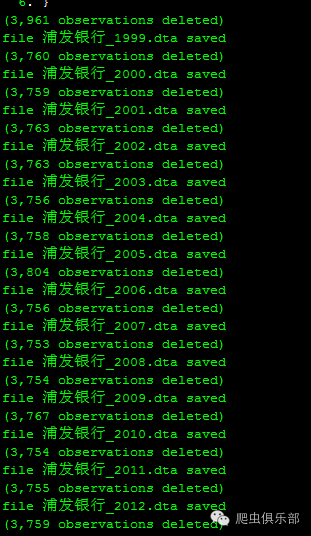 6. }
(3,961 observations deleted)
file 浦发银行_1999.dta saved
(3,760 observations deleted)
file 浦发银行_2000.dta saved
(3,759 observations deleted)
file 浦发银行_2001.dta saved
(3,763 observations deleted)
file 浦发银行_2002.dta saved
(3,763 observations deleted)
file 浦发银行_2003.dta saved
(3,756 observations deleted)
file 浦发银行_2004.dta saved
(3,758 observations deleted)
file 浦发银行_2005.dta saved
(3,804 observations deleted)
file 浦发银行_2006.dta saved
(3,756 observations deleted)
file 浦发银行_2007.dta saved
(3,753 observations deleted)
file 浦发银行_2008.dta saved
(3,754 observations deleted)
file 浦发银行_2009.dta saved
(3,767 observations deleted)
file 浦发银行_2010.dta saved
(3,754 observations deleted)
file 浦发银行_2011.dta saved
(3,755 observations deleted)
file 浦发银行_2012.dta saved
(3,759 observations deleted)
爬虫俱乐部